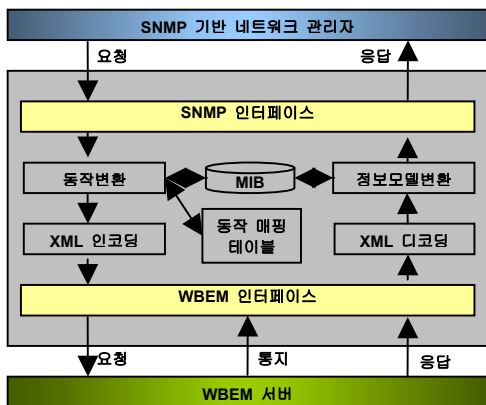 SNMP 기반 네트워크 관리자
요청
응답
SNMP 인터페이스
동작변환
MIB
정보모델변환
XML 인코딩
동작 매핑
테이블
XML 디코딩
WBEM 인터페이스
요청
통지
응답
WBEM 서버